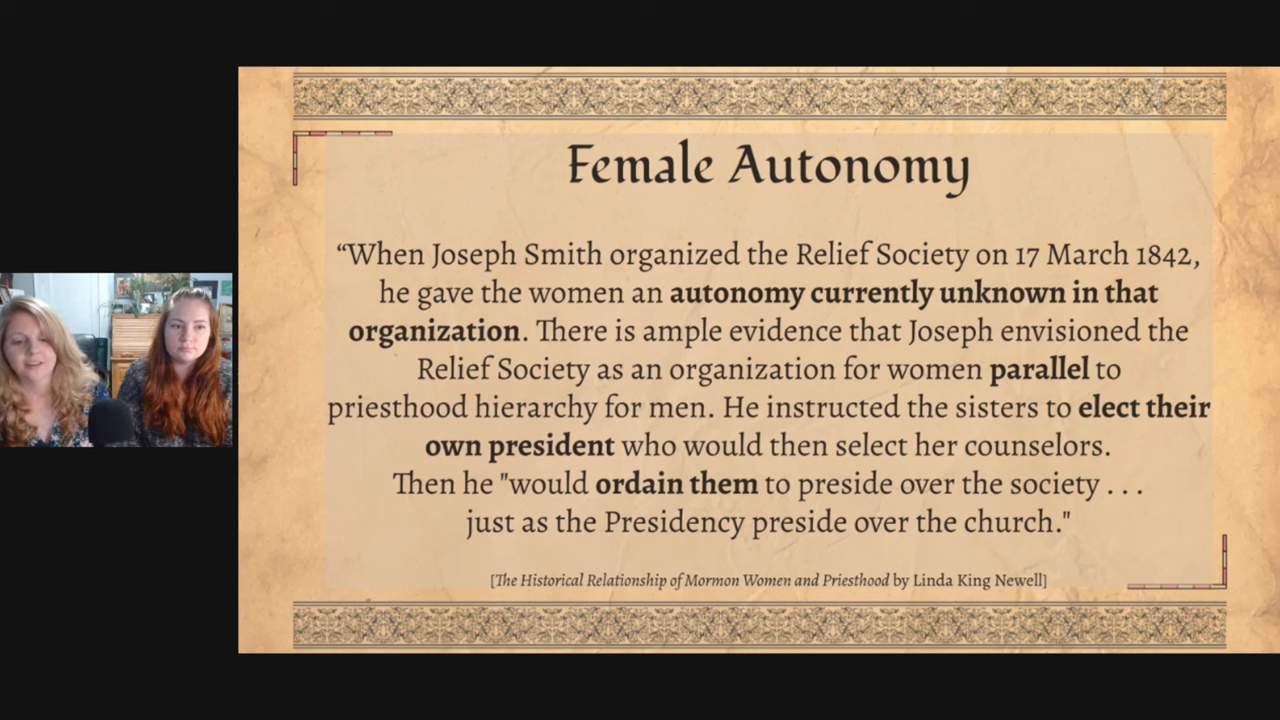 Female Autonomy
“When Joseph Smith organized the Relief Society on 17 March 1842,
he gave the women an autonomy currently unknown in that
organization. There is ample evidence that Joseph envisioned the
Relief Society as an organization for women parallel to
priesthood hierarchy for men. He instructed the sisters to elect their
own president who would then select her counselors.
Then he "would ordain them to preside over the society . . .
just as the Presidency preside over the church."
[The Historical Relationship of Mormon Women and Priesthood by Linda King Newell]